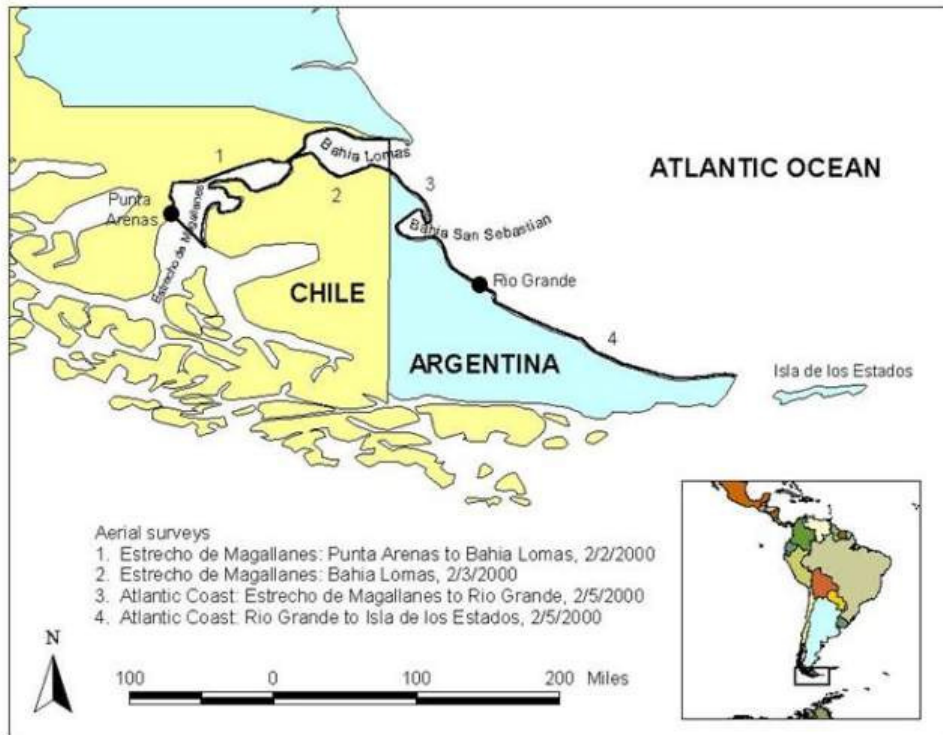 ATLANTIC OCEAN
1
Bahia Lomas
2
3
Punta
Arenas
Estrecho de Magallanes
Bahia San Sebastian
Rio Grande
CHILE
4
ARGENTINA
Isla de los Estados
Aerial surveys
1. Estrecho de Magallanes: Punta Arenas to Bahia Lomas, 2/2/2000
2. Estrecho de Magallanes: Bahia Lomas, 2/3/2000
3. Atlantic Coast: Estrecho de Magallanes to Rio Grande, 2/5/2000
4. Atlantic Coast: Rio Grande to Isla de los Estados, 2/5/2000
N
100 0 100 200 Miles